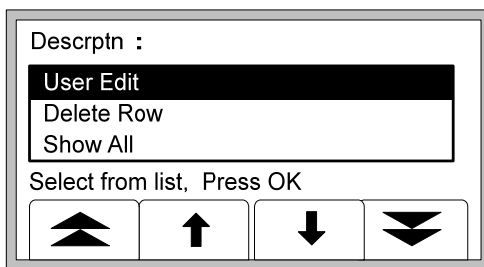 Descrptn :
User Edit
Delete Row
Show All
Select from list, Press OK